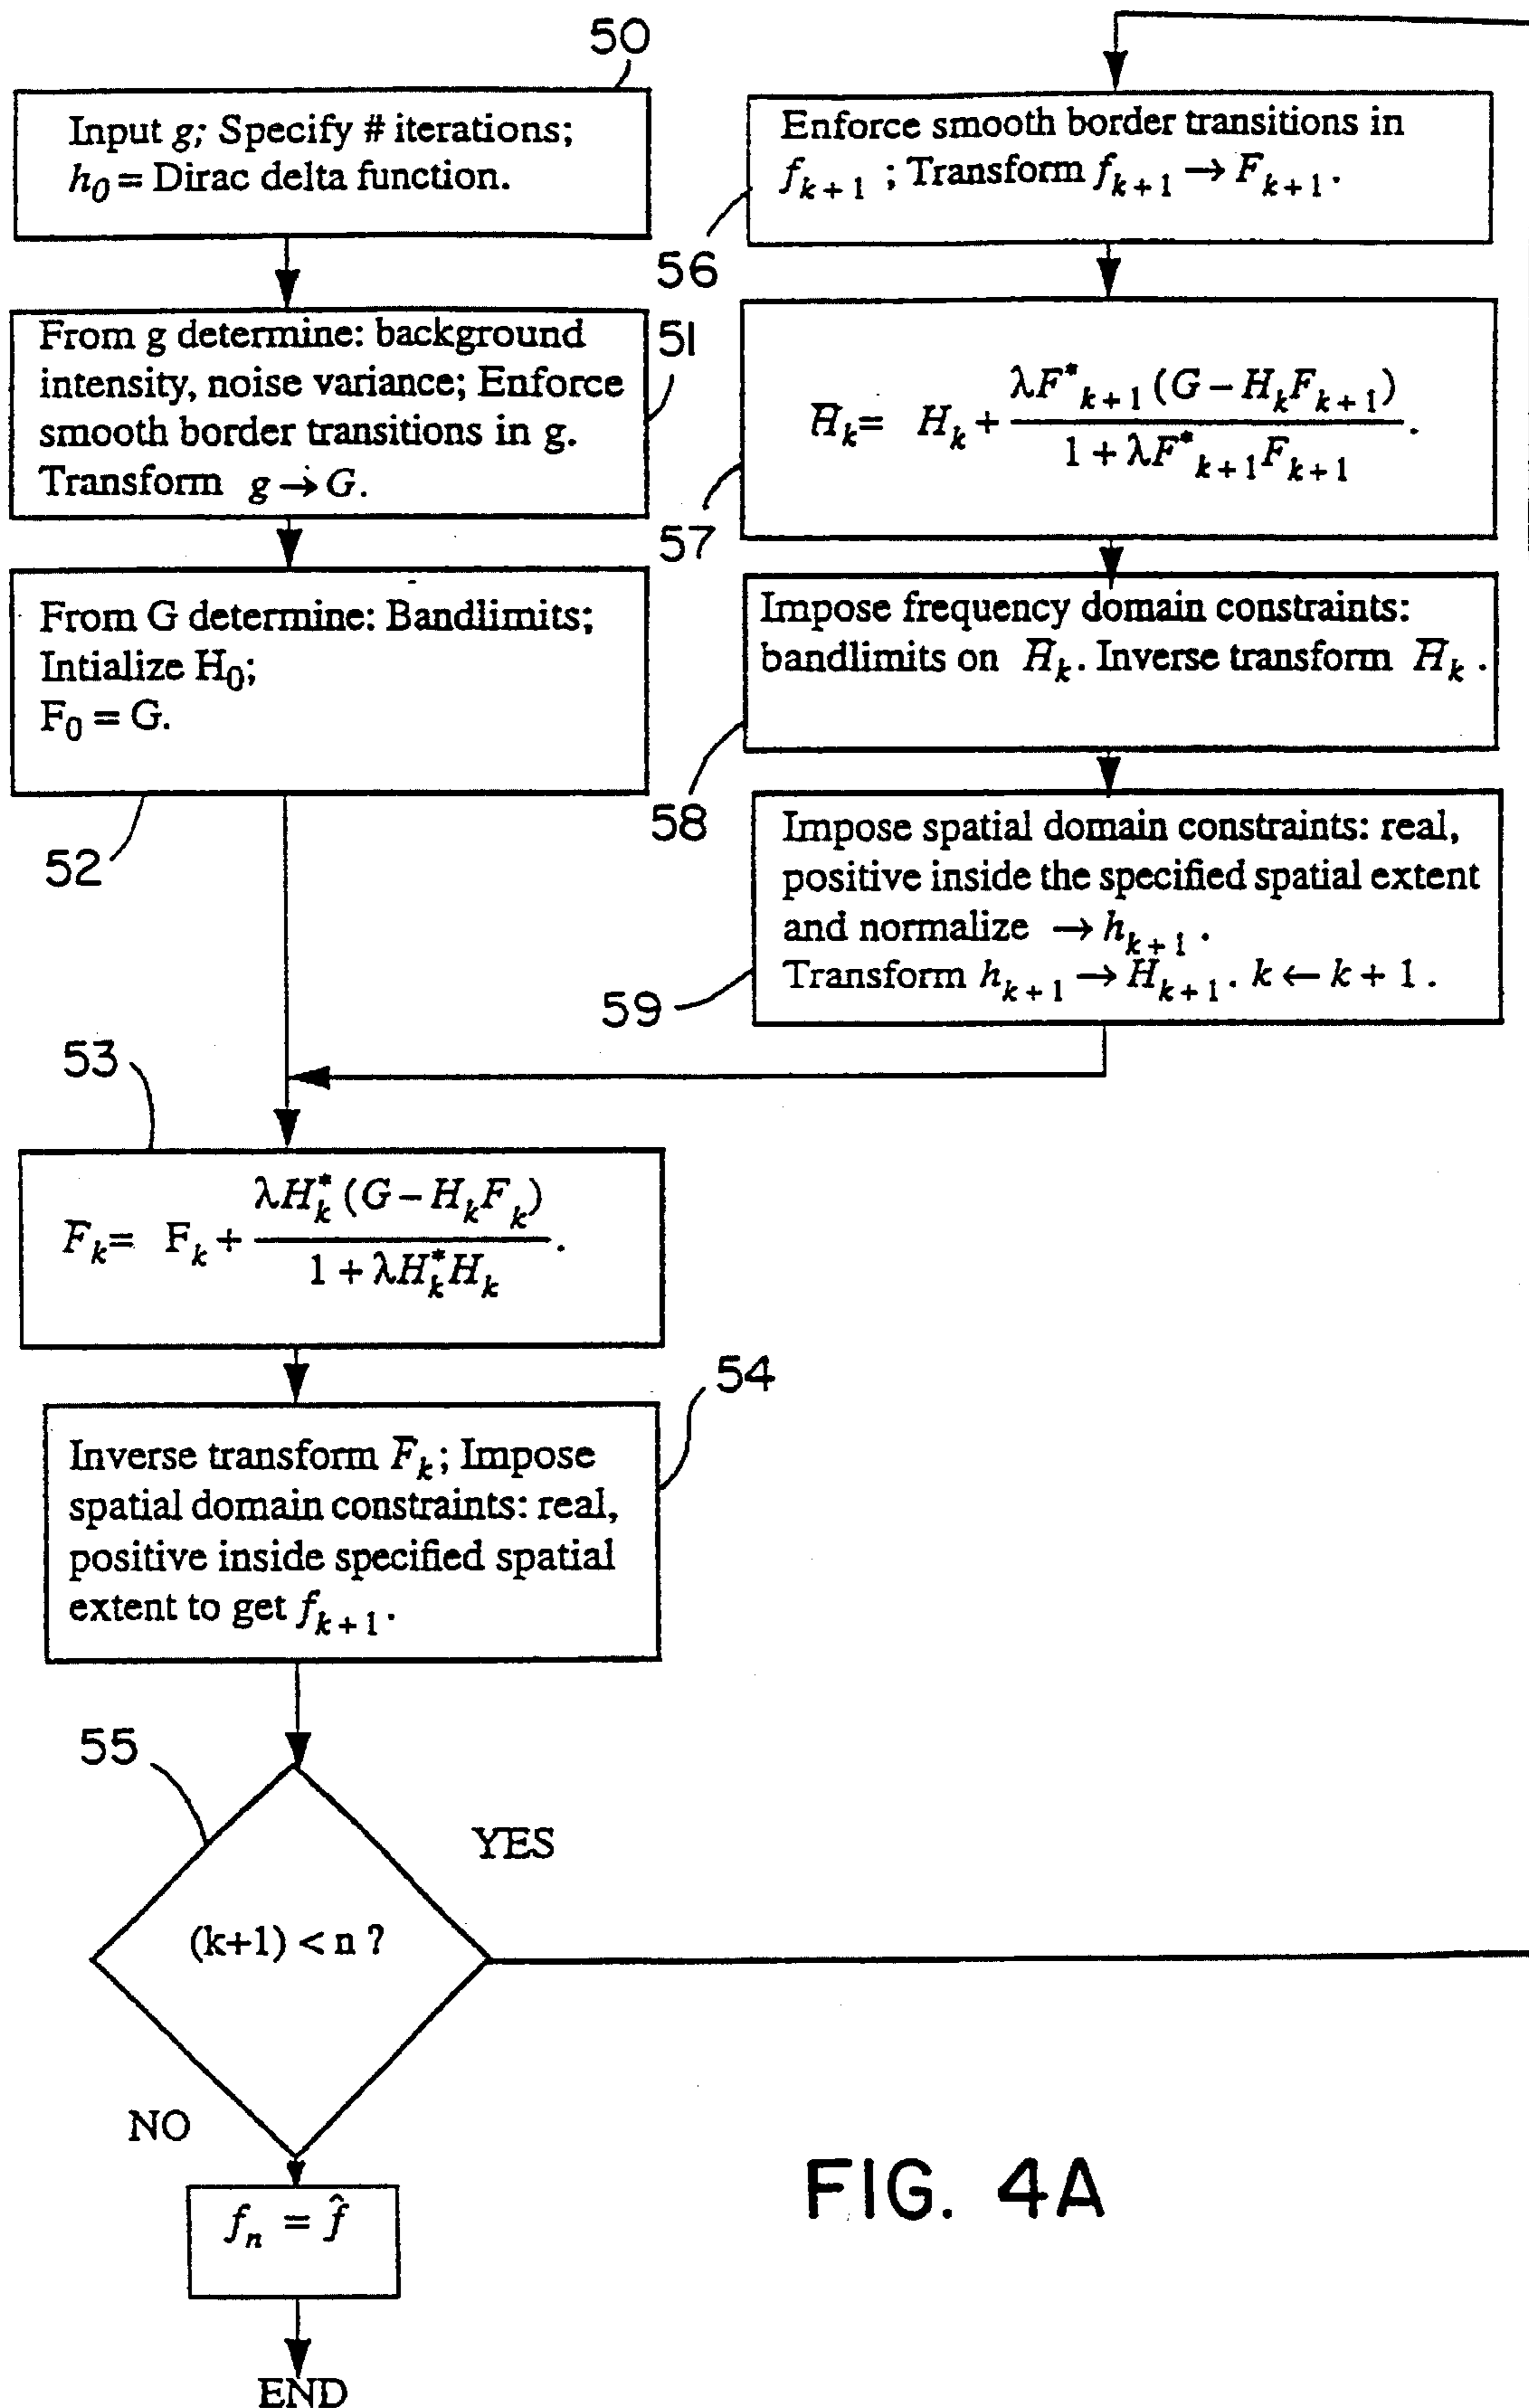 50
Input g; Specify # iterations;
h₀ = Dirac delta function.
51
From g determine: background
intensity, noise variance; Enforce
smooth border transitions in g.
Transform g → G.
From G determine: Bandlimits;
Intialize H₀;
F₀ = G.
52
53
F̄ₖ = Fₖ + λH*ₖ (G – HₖFₖ) / 1 + λH*ₖHₖ .
54
Inverse transform F̄ₖ; Impose
spatial domain constraints: real,
positive inside specified spatial
extent to get fₖ₊₁.
55
YES
(k+1) < n ?
NO
fₙ = f̂
END
Enforce smooth border transitions in
fₖ₊₁ ; Transform fₖ₊₁ → Fₖ₊₁.
56
H̄ₖ = Hₖ + λF*ₖ₊₁ (G – HₖFₖ₊₁) / 1 + λF*ₖ₊₁Fₖ₊₁ .
57
Impose frequency domain constraints:
bandlimits on H̄ₖ. Inverse transform H̄ₖ .
58
Impose spatial domain constraints: real,
positive inside the specified spatial extent
and normalize → hₖ₊₁ .
Transform hₖ₊₁ → Hₖ₊₁. k ← k + 1 .
59
FIG. 4A